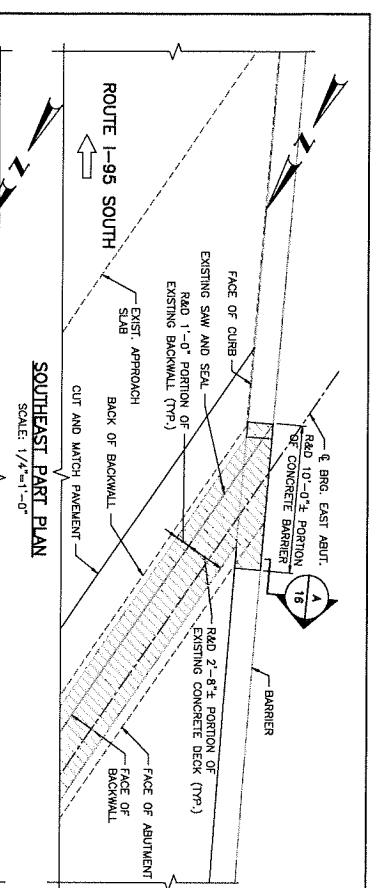 N
N
ROUTE I-95 SOUTH
FACE OF CURB
EXISTING SAW AND SEAL
R&D 1'-0" PORTION OF
EXISTING BACKWALL (TYP.)
EXIST. APPROACH
SLAB
BACK OF BACKWALL
CUT AND MATCH PAVEMENT
SOUTHEAST PART PLAN
SCALE: 1/4"=1'-0"
℄ BRG EAST ABUT.
R&D 10'-0"± PORTION
OF CONCRETE BARRIER
A
16
BARRIER
R&D 2'-8"± PORTION OF
EXISTING CONCRETE DECK (TYP.)
FACE OF ABUTMENT
FACE OF
BACKWALL